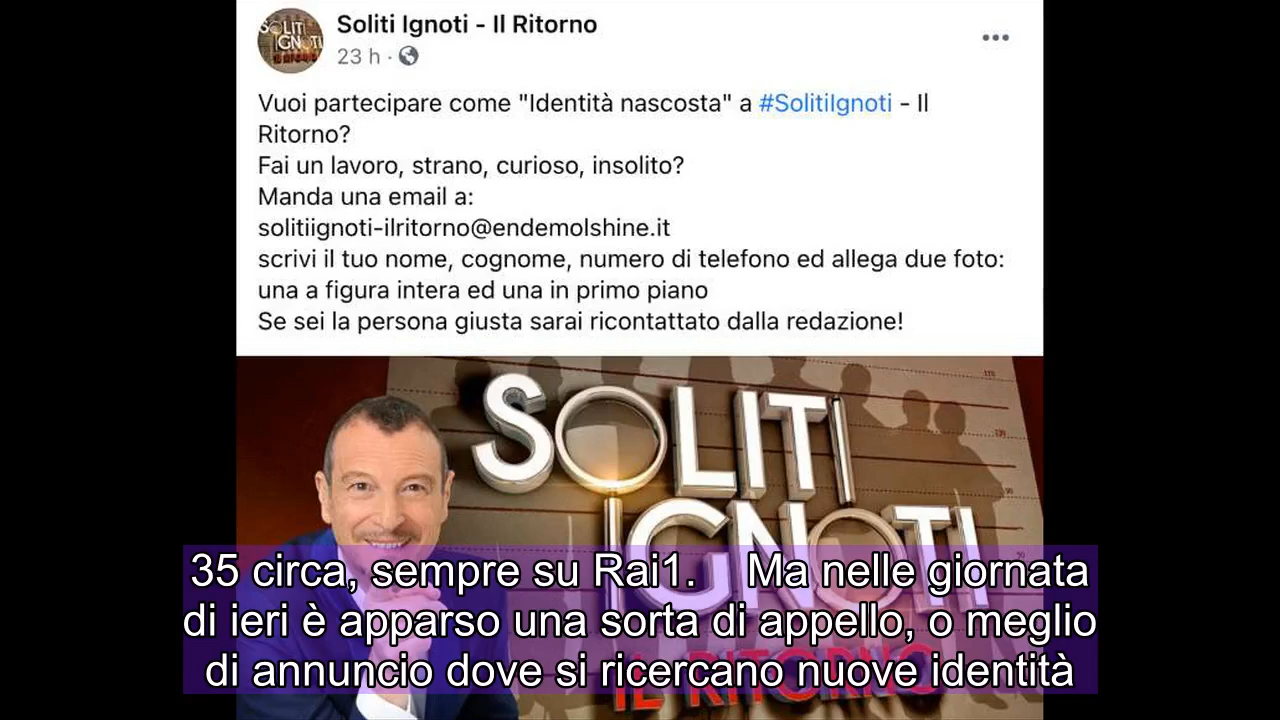 Soliti Ignoti - Il Ritorno
23 h ·
Vuoi partecipare come "Identità nascosta" a #SolitiIgnoti - Il
Ritorno?
Fai un lavoro, strano, curioso, insolito?
Manda una email a:
solitiignoti-ilritorno@endemolshine.it
scrivi il tuo nome, cognome, numero di telefono ed allega due foto:
una a figura intera ed una in primo piano
Se sei la persona giusta sarai ricontattato dalla redazione!
SOLITI
IGNOTI
IL RITORNO
35 circa, sempre su Rai1. Ma nelle giornata
di ieri è apparso una sorta di appello, o meglio
di annuncio dove si ricercano nuove identità